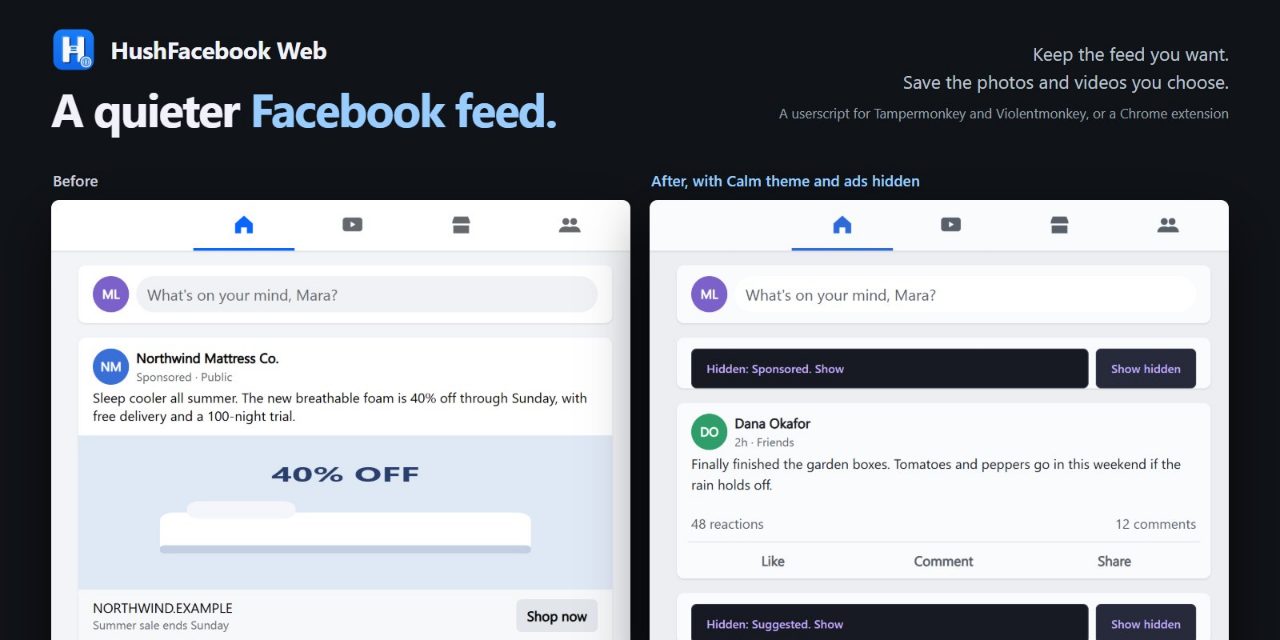 HushFacebook Web
A quieter Facebook feed.
Keep the feed you want.
Save the photos and videos you choose.
A userscript for Tampermonkey and Violentmonkey, or a Chrome extension
Before
ML
What's on your mind, Mara?
NM
Northwind Mattress Co.
Sponsored · Public
Sleep cooler all summer. The new breathable foam is 40% off through Sunday, with
free delivery and a 100-night trial.
40% OFF
NORTHWIND.EXAMPLE
Summer sale ends Sunday
Shop now
After, with Calm theme and ads hidden
ML
What's on your mind, Mara?
Hidden: Sponsored. Show
Show hidden
DO
Dana Okafor
2h · Friends
Finally finished the garden boxes. Tomatoes and peppers go in this weekend if the
rain holds off.
48 reactions
12 comments
Like
Comment
Share
Hidden: Suggested. Show
Show hidden